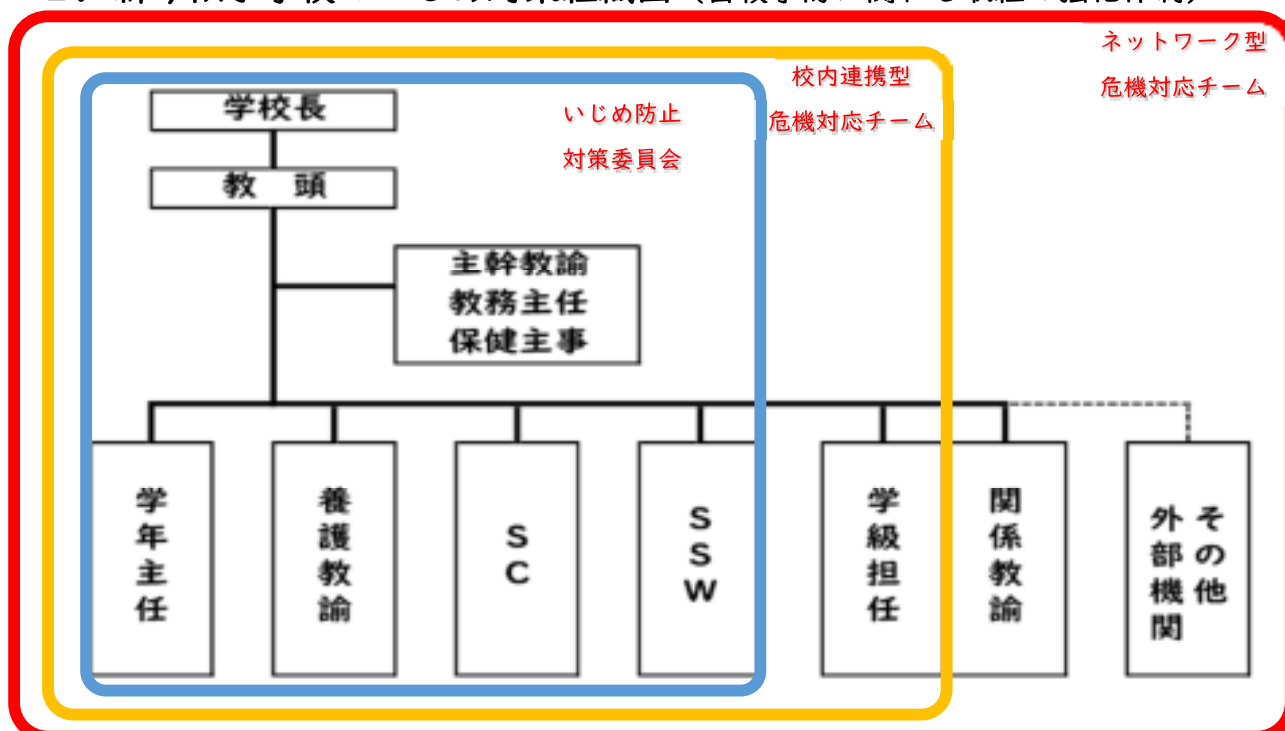 ネットワーク型
危機対応チーム
校内連携型
危機対応チーム
いじめ防止
対策委員会
学校長
教　頭
主幹教諭
教務主任
保健主事
学年主任
養護教諭
SC
SSW
学級担任
関係教諭
その他
外部機関